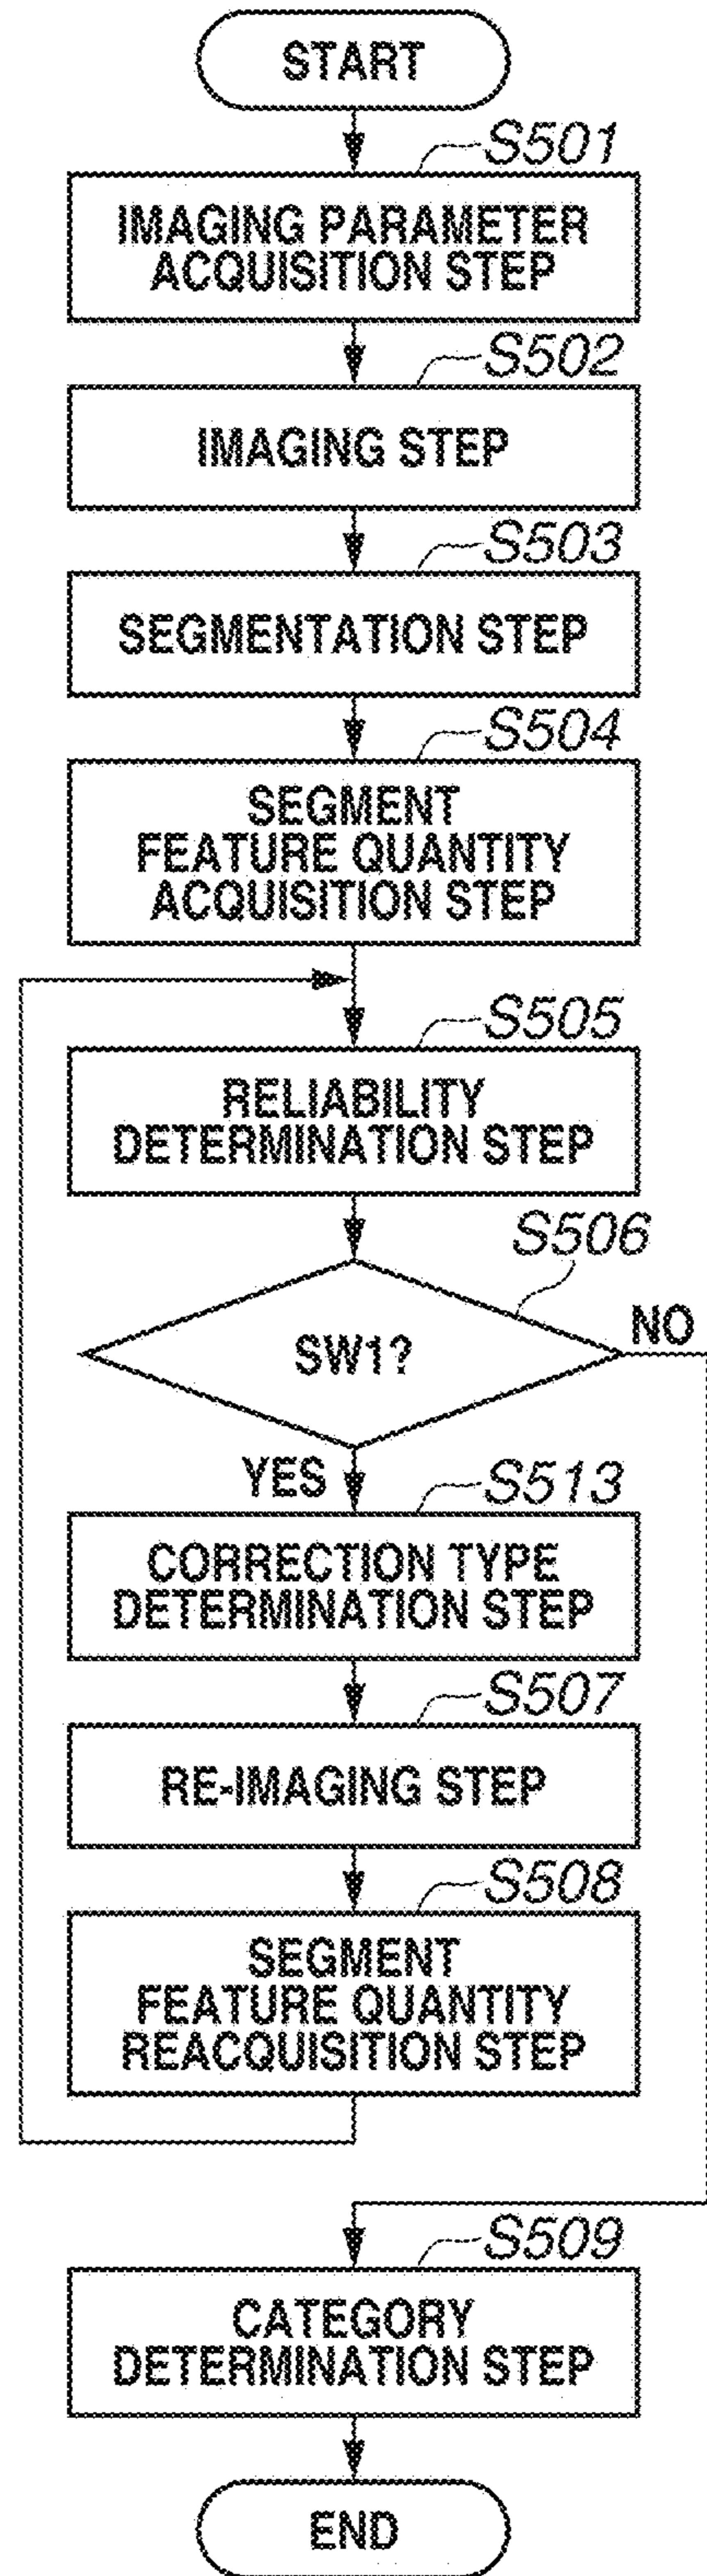 START
S501
IMAGING PARAMETER
ACQUISITION STEP
S502
IMAGING STEP
S503
SEGMENTATION STEP
S504
SEGMENT
FEATURE QUANTITY
ACQUISITION STEP
S505
RELIABILITY
DETERMINATION STEP
S506
SW1?
NO
YES
S513
CORRECTION TYPE
DETERMINATION STEP
S507
RE-IMAGING STEP
S508
SEGMENT
FEATURE QUANTITY
REACQUISITION STEP
S509
CATEGORY
DETERMINATION STEP
END